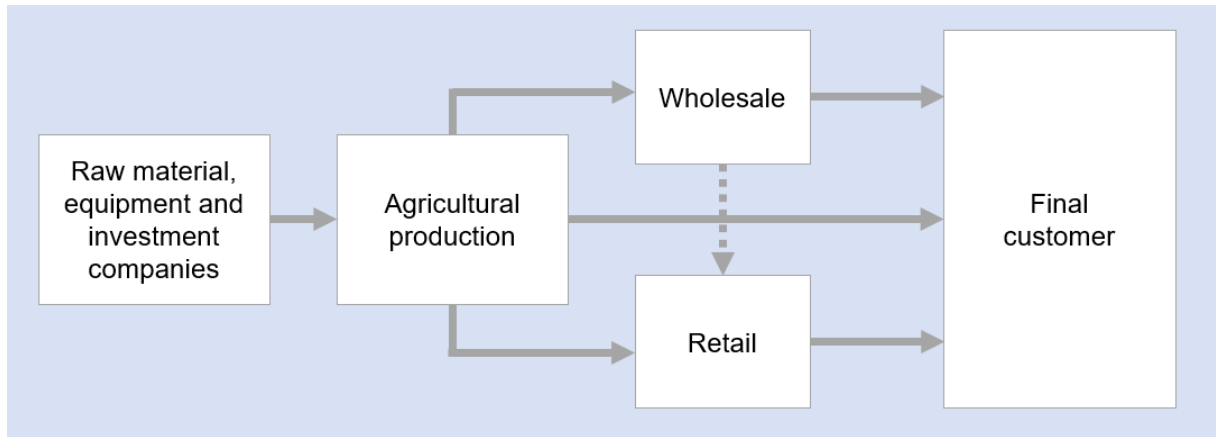 Raw material,
equipment and
investment
companies
Agricultural
production
Wholesale
Retail
Final
customer